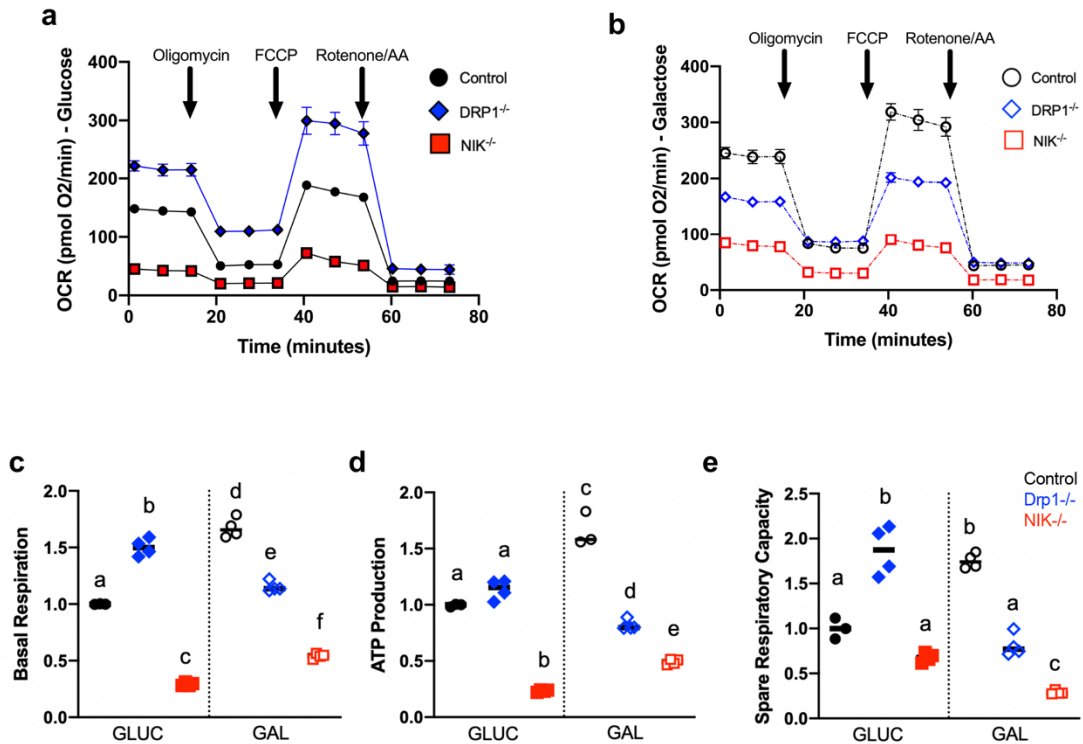 a
Oligomycin FCCP Rotenone/AA
OCR (pmol O2/min) - Glucose
400
300
200
100
0
0 20 40 60 80
Time (minutes)
Control
DRP1-/-
NIK-/-
b
Oligomycin FCCP Rotenone/AA
OCR (pmol O2/min) - Galactose
400
300
200
100
0
0 20 40 60 80
Time (minutes)
Control
DRP1-/-
NIK-/-
c
Basal Respiration
2.0
1.5
1.0
0.5
0.0
a b c d e f
GLUC GAL
d
ATP Production
2.0
1.5
1.0
0.5
0.0
a a b c d e
GLUC GAL
e
Spare Respiratory Capacity
2.5
2.0
1.5
1.0
0.5
0.0
a b a b a c
GLUC GAL
Control
Drp1-/-
NIK-/-